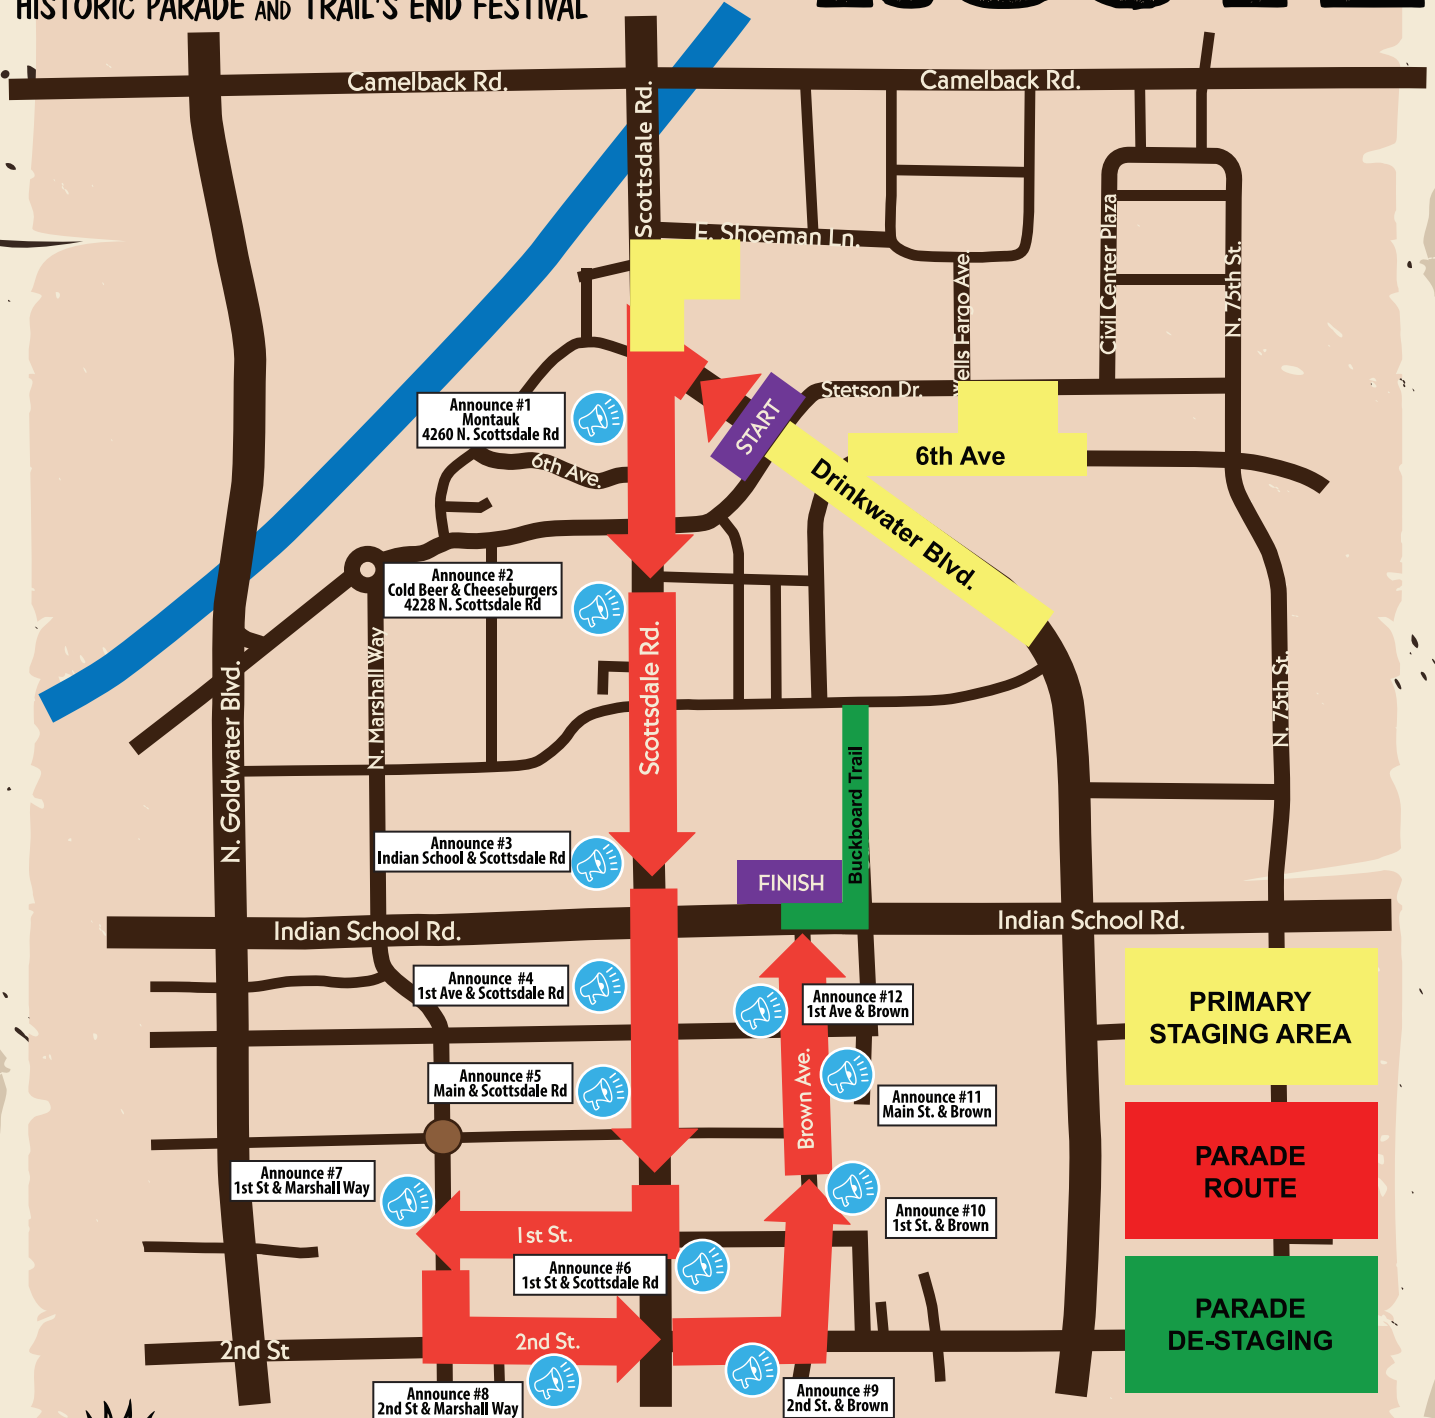 HISTORIC PARADE AND TRAIL'S END FESTIVAL
Camelback Rd.
Camelback Rd.
Scottsdale Rd.
E. Shoeman Ln.
Civil Center Plaza
N. 75th St.
ells Fargo Ave.
Stetson Dr.
START
Announce #1
Montauk
4260 N. Scottsdale Rd
6th Ave.
6th Ave
Drinkwater Blvd.
Announce #2
Cold Beer & Cheeseburgers
4228 N. Scottsdale Rd
N. Marshall Way
Scottsdale Rd.
N. Goldwater Blvd.
N. 75th St.
Buckboard Trail
Announce #3
Indian School & Scottsdale Rd
FINISH
Indian School Rd.
Indian School Rd.
Announce #4
1st Ave & Scottsdale Rd
Announce #12
1st Ave & Brown
PRIMARY
STAGING AREA
Announce #5
Main & Scottsdale Rd
Brown Ave.
Announce #11
Main St. & Brown
Announce #7
1st St & Marshall Way
PARADE
ROUTE
Announce #10
1st St. & Brown
1st St.
Announce #6
1st St & Scottsdale Rd
2nd St
2nd St.
PARADE
DE-STAGING
Announce #8
2nd St & Marshall Way
Announce #9
2nd St. & Brown